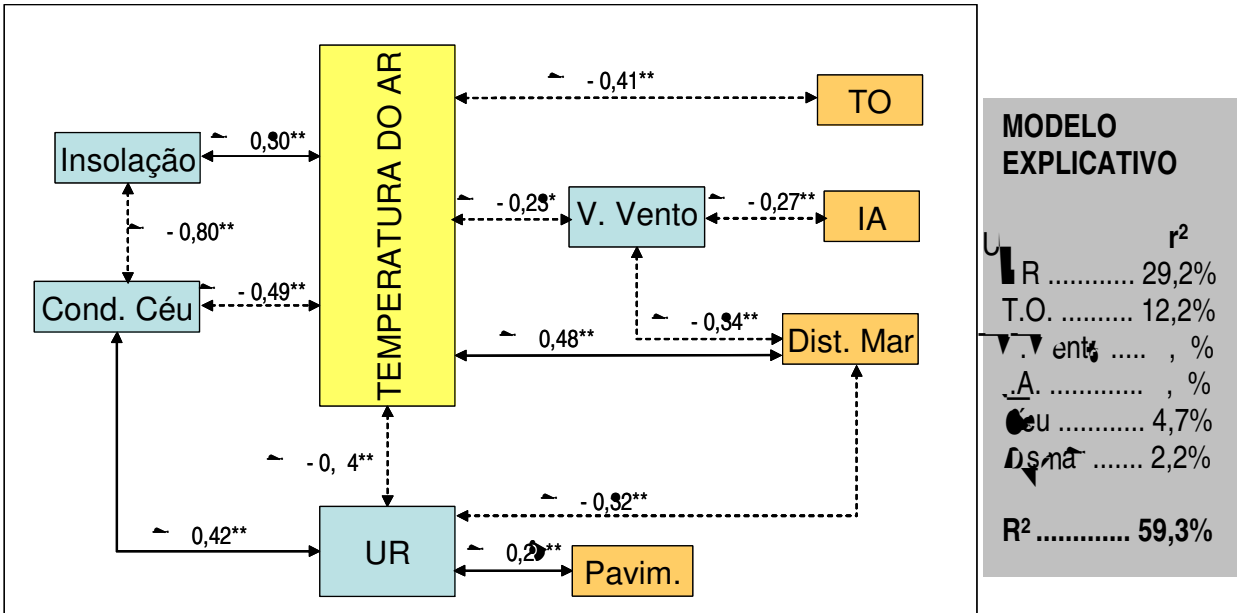 TEMPERATURA DO AR
- 0,41**
TO
Insolação
0,30**
- 0,23*
V. Vento
- 0,27**
IA
- 0,80**
Cond. Céu
- 0,49**
- 0,34**
0,48**
Dist. Mar
- 0,32**
0,42**
UR
Pavim.
MODELO
EXPLICATIVO
r²
UR ............ 29,2%
T.O. .......... 12,2%
............ 4,7%
....... 2,2%
R² ............. 59,3%